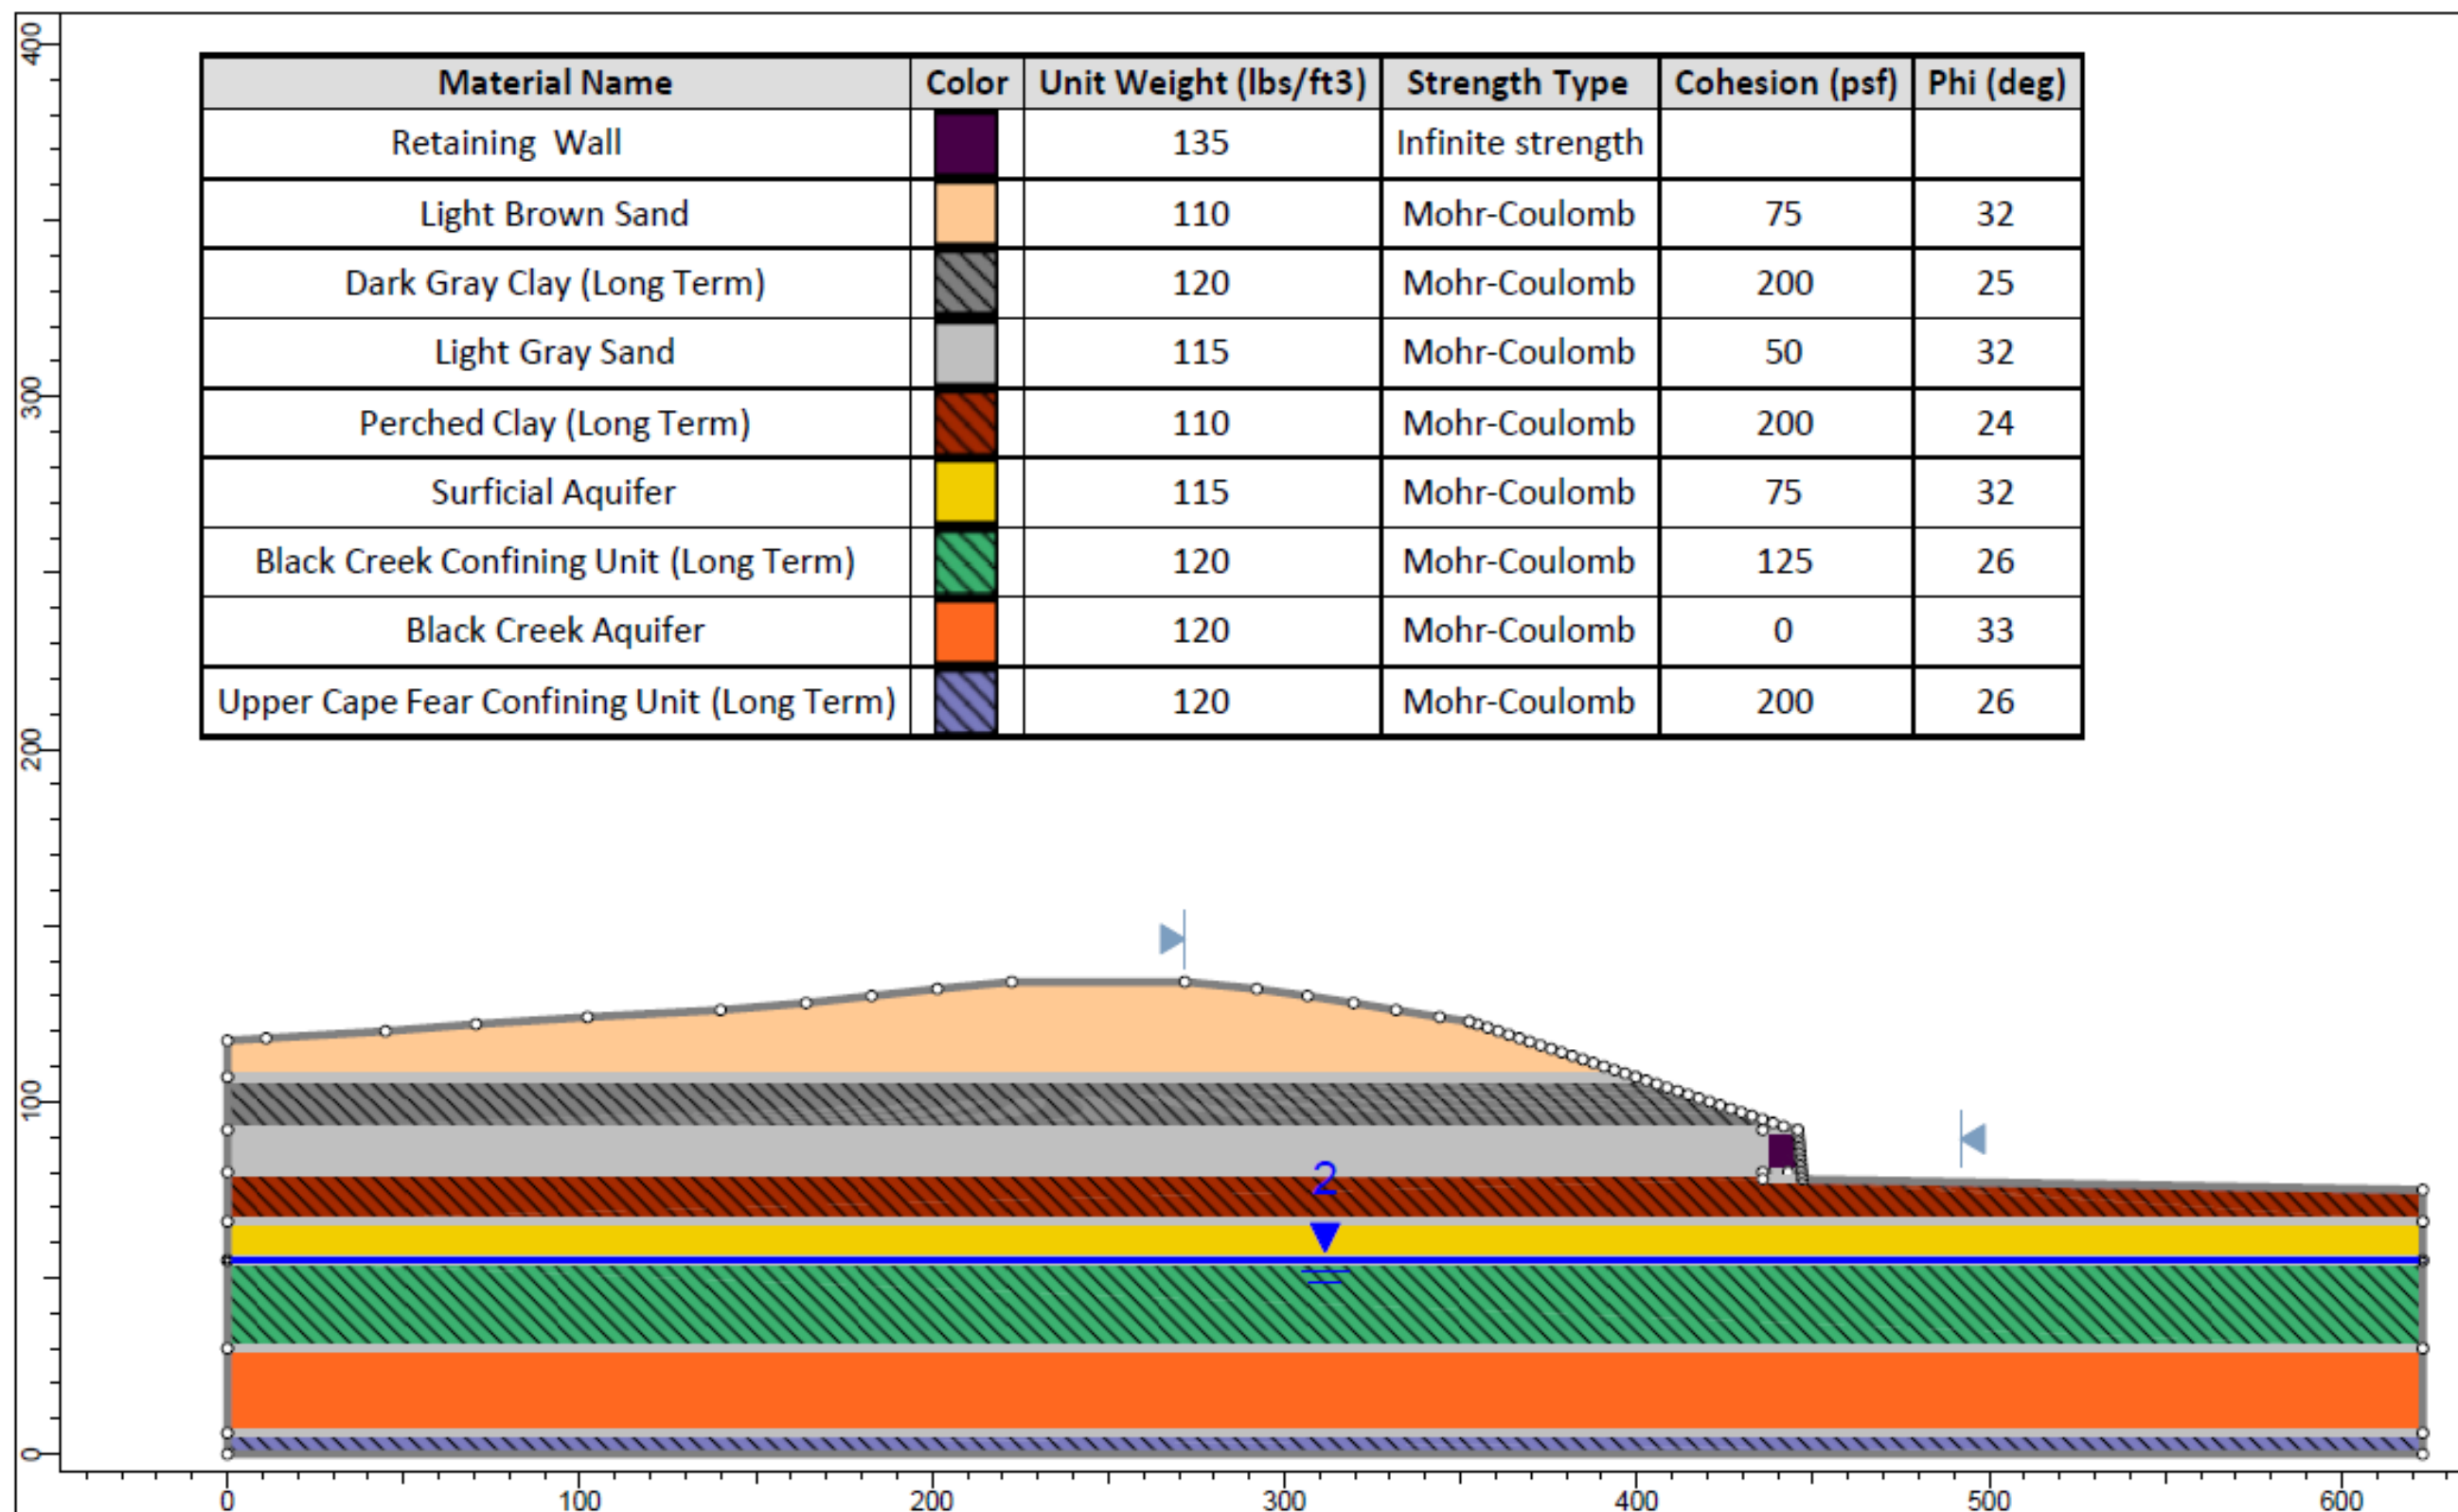 400
300
200
100
0
Material Name Color Unit Weight (lbs/ft3) Strength Type Cohesion (psf) Phi (deg)
Retaining Wall 135 Infinite strength
Light Brown Sand 110 Mohr-Coulomb 75 32
Dark Gray Clay (Long Term) 120 Mohr-Coulomb 200 25
Light Gray Sand 115 Mohr-Coulomb 50 32
Perched Clay (Long Term) 110 Mohr-Coulomb 200 24
Surficial Aquifer 115 Mohr-Coulomb 75 32
Black Creek Confining Unit (Long Term) 120 Mohr-Coulomb 125 26
Black Creek Aquifer 120 Mohr-Coulomb 0 33
Upper Cape Fear Confining Unit (Long Term) 120 Mohr-Coulomb 200 26
2
0 100 200 300 400 500 600